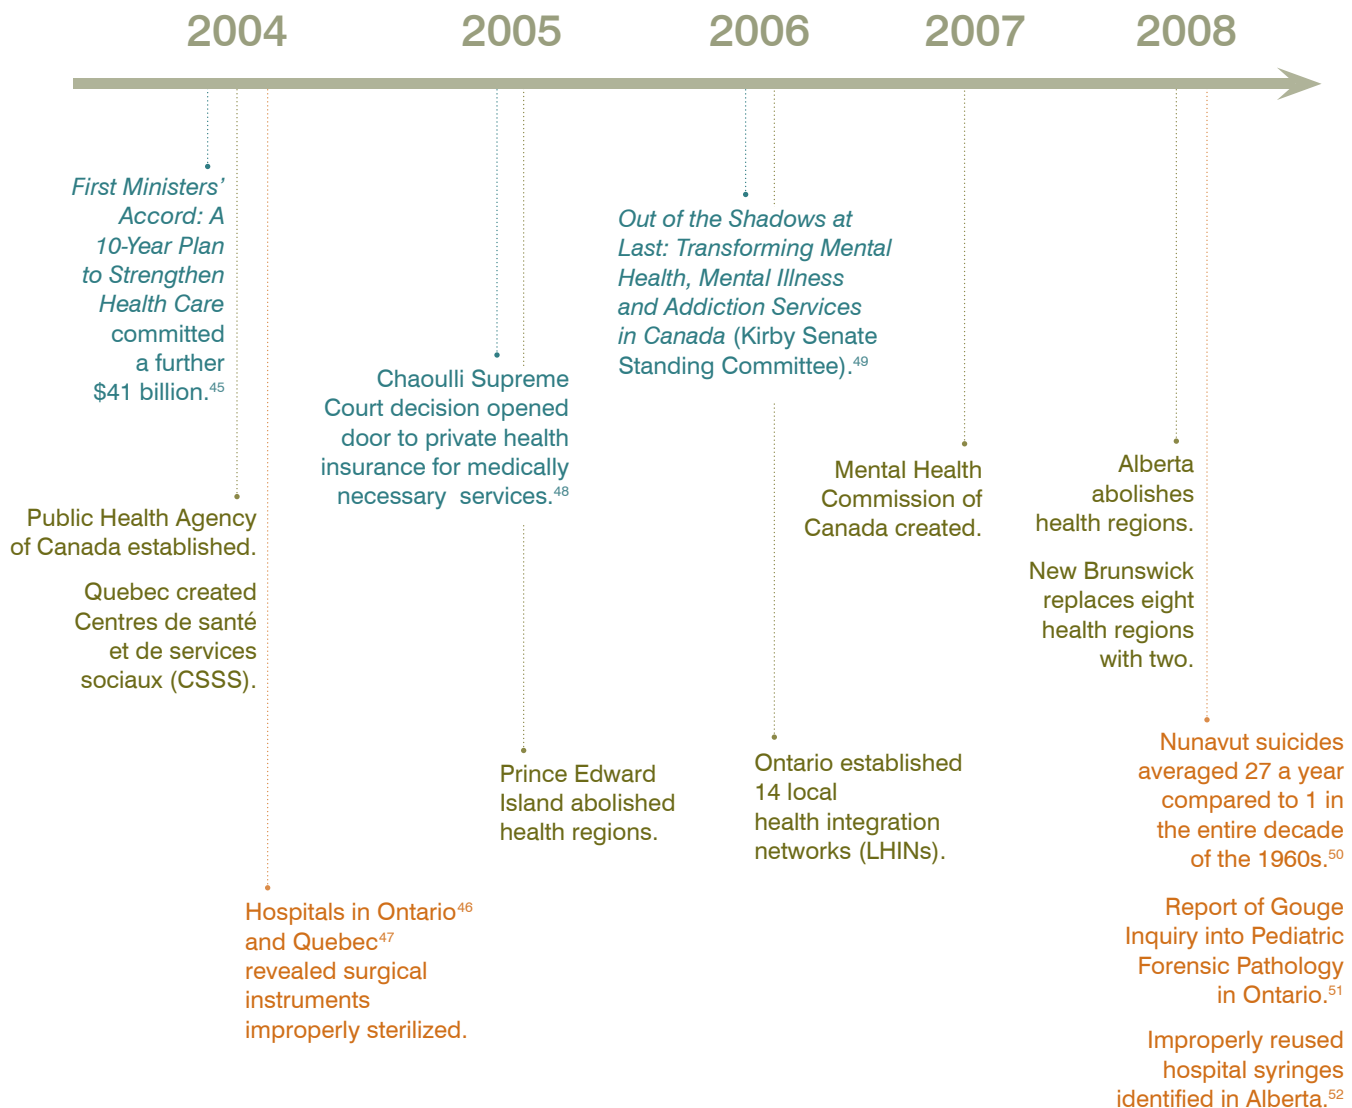 2004
2005
2006
2007
2008
First Ministers’
Accord: A
10-Year Plan
to Strengthen
Health Care
committed
a further
$41 billion.45
Public Health Agency
of Canada established.
Quebec created
Centres de santé
et de services
sociaux (CSSS).
Hospitals in Ontario46
and Quebec47
revealed surgical
instruments
improperly sterilized.
Chaoulli Supreme
Court decision opened
door to private health
insurance for medically
necessary services.48
Prince Edward
Island abolished
health regions.
Out of the Shadows at
Last: Transforming Mental
Health, Mental Illness
and Addiction Services
in Canada (Kirby Senate
Standing Committee).49
Ontario established
14 local
health integration
networks (LHINs).
Mental Health
Commission of
Canada created.
Alberta
abolishes
health regions.
New Brunswick
replaces eight
health regions
with two.
Nunavut suicides
averaged 27 a year
compared to 1 in
the entire decade
of the 1960s.50
Report of Gouge
Inquiry into Pediatric
Forensic Pathology
in Ontario.51
Improperly reused
hospital syringes
identified in Alberta.52